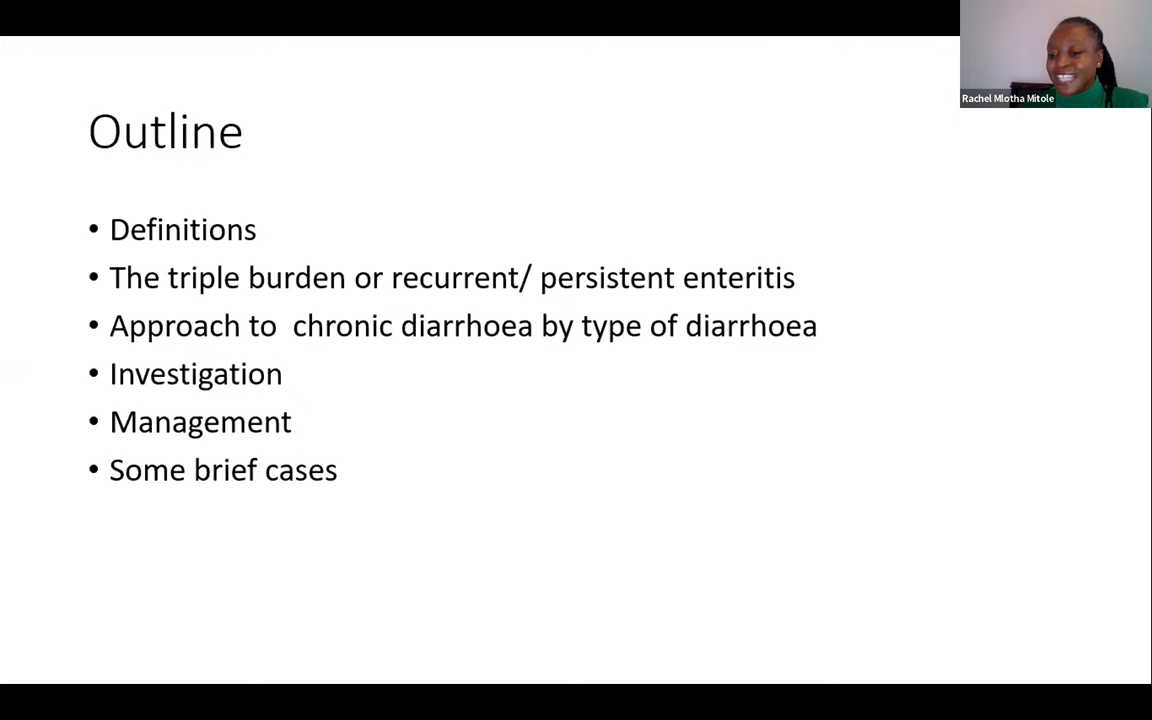 Rachel Mlotha Mitole
Outline
• Definitions
• The triple burden or recurrent/ persistent enteritis
• Approach to  chronic diarrhoea by type of diarrhoea
• Investigation
• Management
• Some brief cases